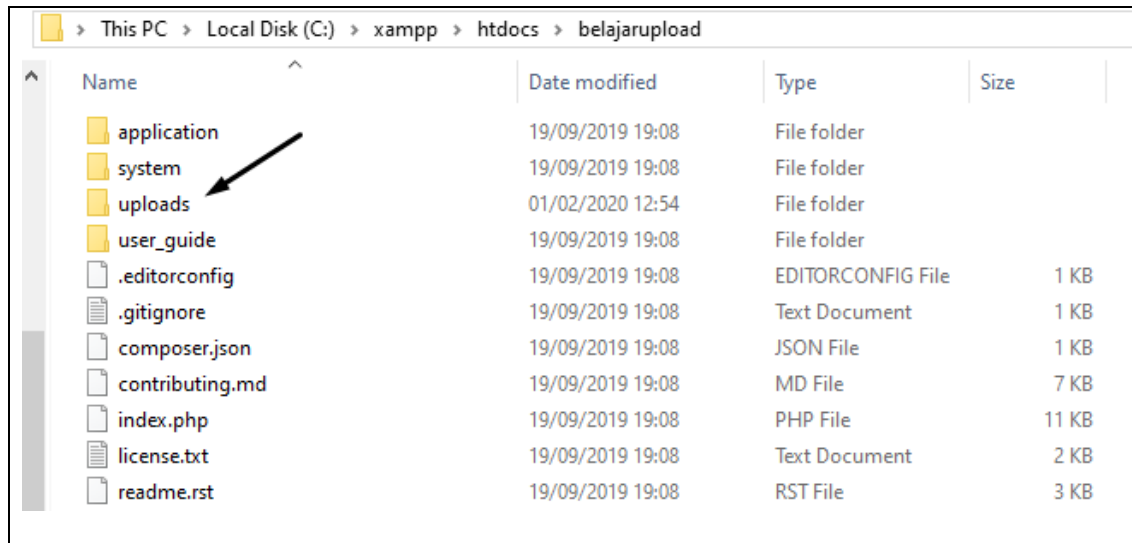 This PC > Local Disk (C:) > xampp > htdocs > belajarupload
Name Date modified Type Size
application 19/09/2019 19:08 File folder
system 19/09/2019 19:08 File folder
uploads 01/02/2020 12:54 File folder
user_guide 19/09/2019 19:08 File folder
.editorconfig 19/09/2019 19:08 EDITORCONFIG File 1 KB
.gitignore 19/09/2019 19:08 Text Document 1 KB
composer.json 19/09/2019 19:08 JSON File 1 KB
contributing.md 19/09/2019 19:08 MD File 7 KB
index.php 19/09/2019 19:08 PHP File 11 KB
license.txt 19/09/2019 19:08 Text Document 2 KB
readme.rst 19/09/2019 19:08 RST File 3 KB